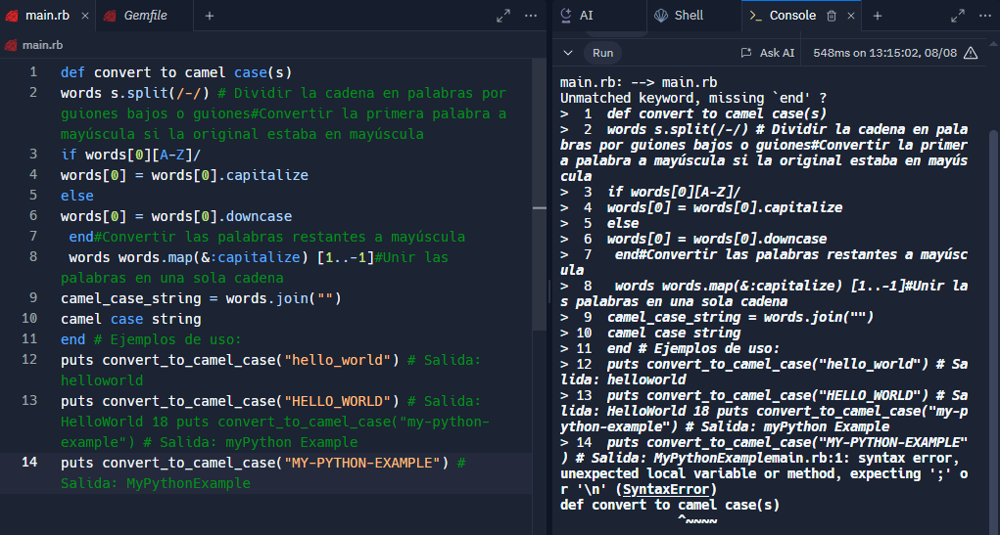 main.rb × Gemfile +
AI Shell Console × +
main.rb
Run Ask AI 548ms on 13:15:02, 08/08
1 def convert to camel case(s)
2 words s.split(/-/) # Dividir la cadena en palabras por
guiones bajos o guiones#Convertir la primera palabra a
mayúscula si la original estaba en mayúscula
3 if words[0][A-Z]/
4 words[0] = words[0].capitalize
5 else
6 words[0] = words[0].downcase
7 end#Convertir las palabras restantes a mayúscula
8 words words.map(&:capitalize) [1..-1]#Unir las
palabras en una sola cadena
9 camel_case_string = words.join("")
10 camel case string
11 end # Ejemplos de uso:
12 puts convert_to_camel_case("hello_world") # Salida:
helloworld
13 puts convert_to_camel_case("HELLO_WORLD") # Salida:
HelloWorld 18 puts convert_to_camel_case("my-python-
example") # Salida: myPython Example
14 puts convert_to_camel_case("MY-PYTHON-EXAMPLE") #
Salida: MyPythonExample
main.rb: --> main.rb
Unmatched keyword, missing `end' ?
> 1 def convert to camel case(s)
> 2 words s.split(/-/) # Dividir la cadena en pala
bras por guiones bajos o guiones#Convertir la primer
a palabra a mayúscula si la original estaba en mayús
cula
> 3 if words[0][A-Z]/
> 4 words[0] = words[0].capitalize
> 5 else
> 6 words[0] = words[0].downcase
> 7 end#Convertir las palabras restantes a mayúsc
ula
> 8 words words.map(&:capitalize) [1..-1]#Unir la
s palabras en una sola cadena
> 9 camel_case_string = words.join("")
> 10 camel case string
> 11 end # Ejemplos de uso:
> 12 puts convert_to_camel_case("hello_world") # Sa
lida: helloworld
> 13 puts convert_to_camel_case("HELLO_WORLD") # Sa
lida: HelloWorld 18 puts convert_to_camel_case("my-p
ython-example") # Salida: myPython Example
> 14 puts convert_to_camel_case("MY-PYTHON-EXAMPLE"
) # Salida: MyPythonExamplemain.rb:1: syntax error,
unexpected local variable or method, expecting ';' o
r '\n' (SyntaxError)
def convert to camel case(s)
^~~~~